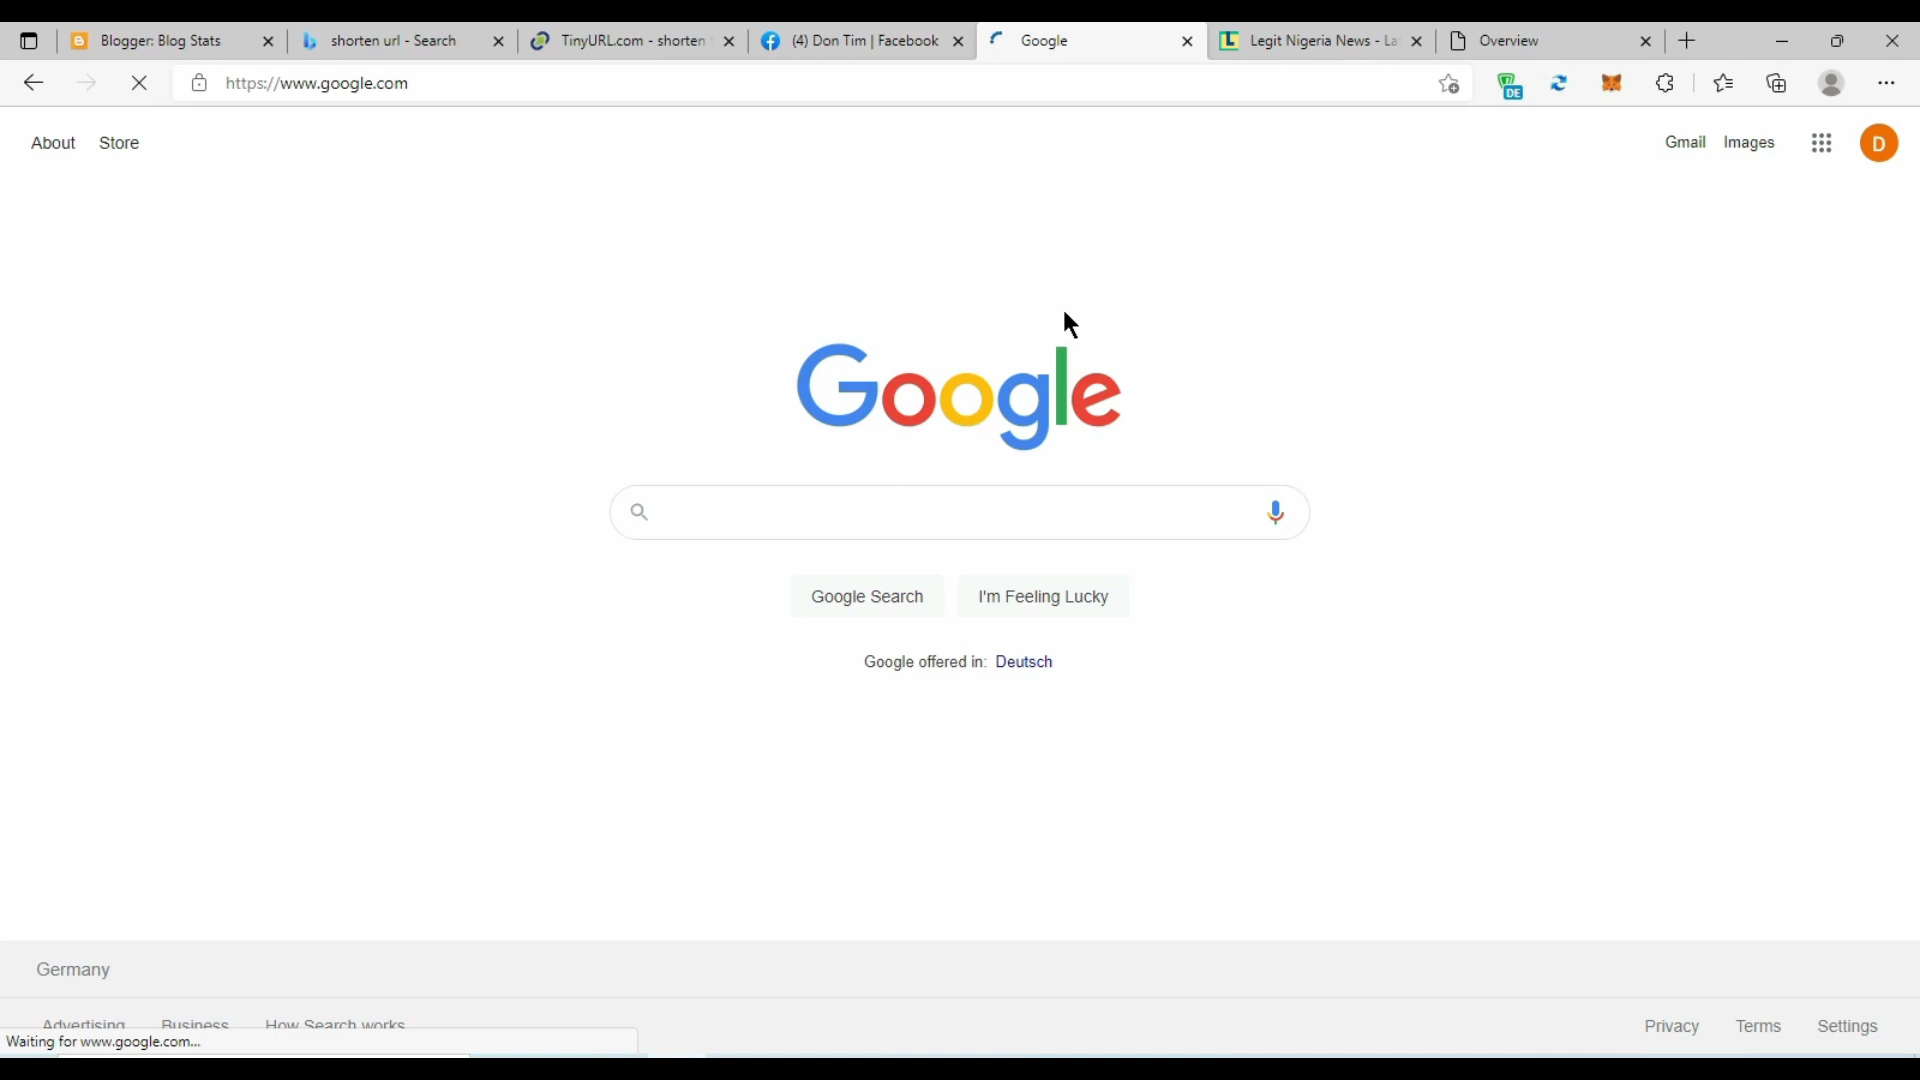 Blogger: Blog Stats
shorten url - Search
TinyURL.com - shorten
(4) Don Tim | Facebook
Google
Legit Nigeria News - La
Overview
https://www.google.com
DE
About
Store
Gmail
Images
D
Google
Google Search
I'm Feeling Lucky
Google offered in: Deutsch
Germany
Advertising
Business
How Search works
Privacy
Terms
Settings
Waiting for www.google.com...